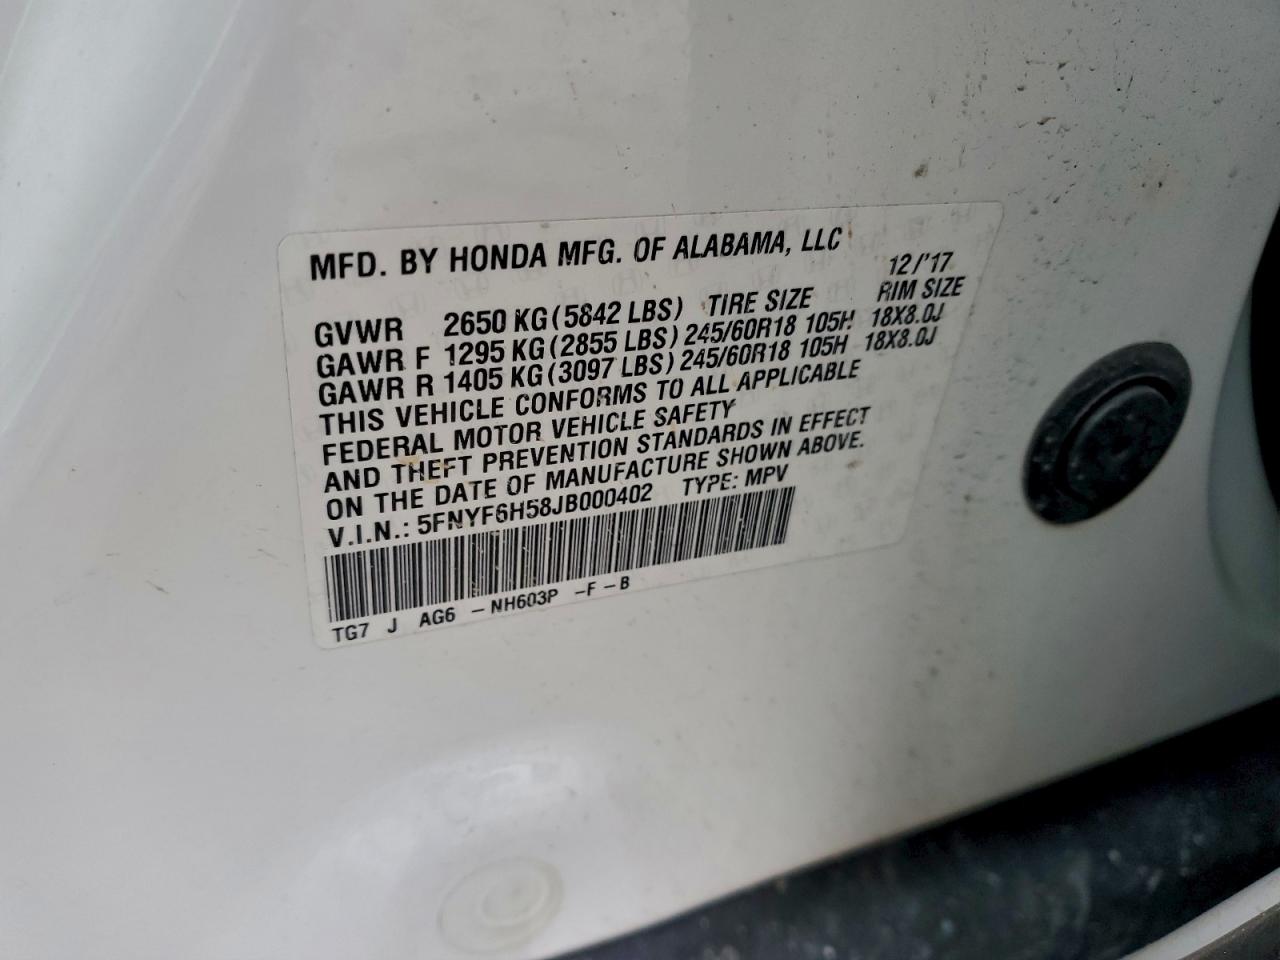 MFD. BY HONDA MFG. OF ALABAMA, LLC
12/'17
GVWR 2650 KG(5842 LBS) TIRE SIZE RIM SIZE
GAWR F 1295 KG(2855 LBS) 245/60R18 105H 18X8.0J
GAWR R 1405 KG(3097 LBS) 245/60R18 105H 18X8.0J
THIS VEHICLE CONFORMS TO ALL APPLICABLE
FEDERAL MOTOR VEHICLE SAFETY
AND THEFT PREVENTION STANDARDS IN EFFECT
ON THE DATE OF MANUFACTURE SHOWN ABOVE.
V.I.N.: 5FNYF6H58JB000402 TYPE: MPV
TG7 J AG6 -NH603P -F-B